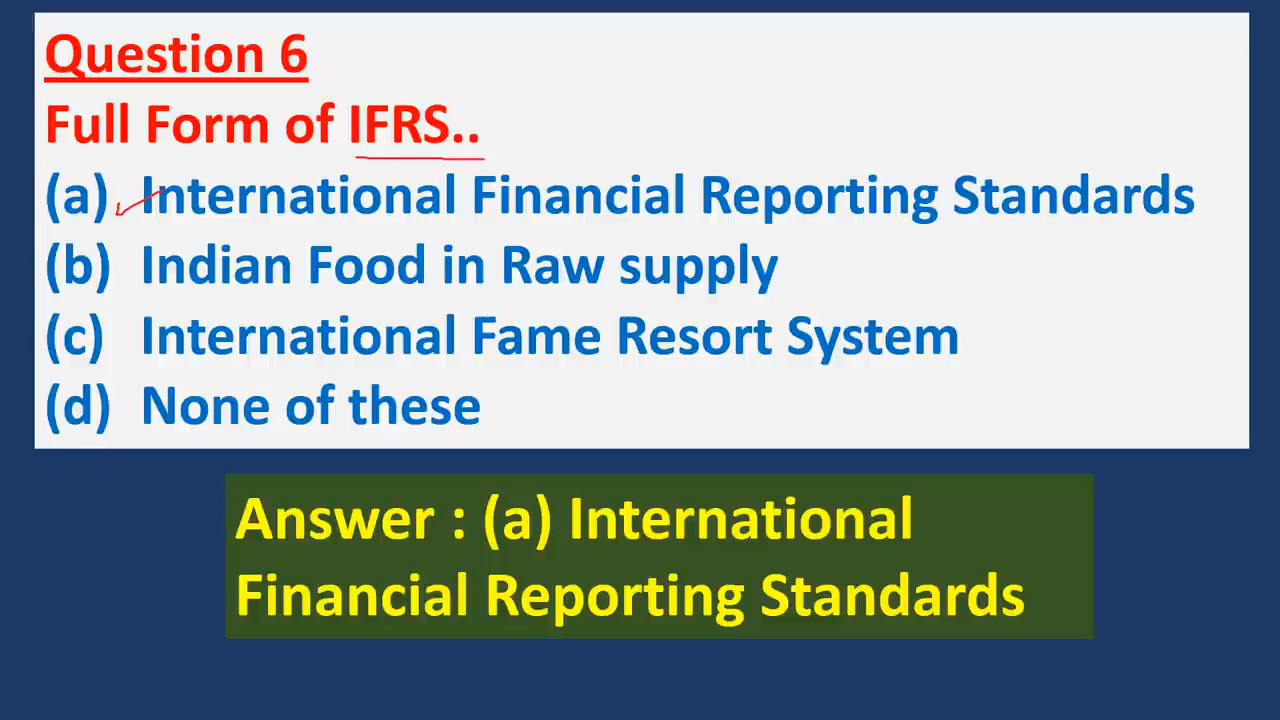 Question 6
Full Form of IFRS..
(a) International Financial Reporting Standards
(b) Indian Food in Raw supply
(c) International Fame Resort System
(d) None of these
Answer : (a) International
Financial Reporting Standards